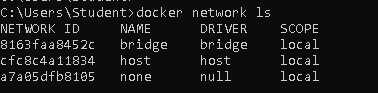 C:\Users\Student>docker network ls
NETWORK ID     NAME      DRIVER    SCOPE
8163faa8452c   bridge    bridge    local
cfc8c4a11834   host      host      local
a7a05dfb8105   none      null      local